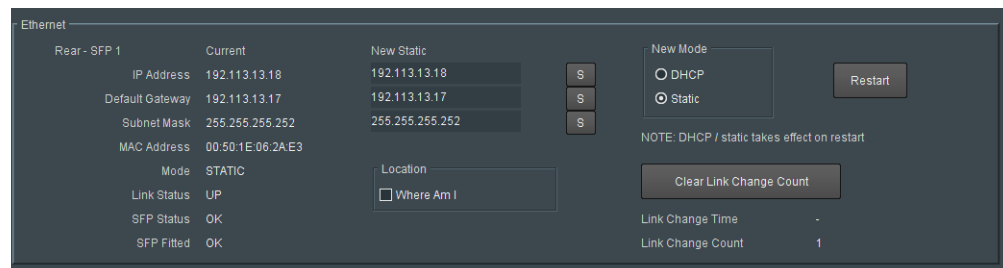 Ethernet
Rear - SFP 1 Current New Static New Mode
IP Address 192.113.13.18 192.113.13.18 S DHCP Restart
Default Gateway 192.113.13.17 192.113.13.17 S Static
Subnet Mask 255.255.255.252 255.255.255.252 S
NOTE: DHCP / static takes effect on restart
MAC Address 00:50:1E:06:2A:E3
Mode STATIC Location Clear Link Change Count
Link Status UP Where Am I
SFP Status OK Link Change Time -
SFP Fitted OK Link Change Count 1